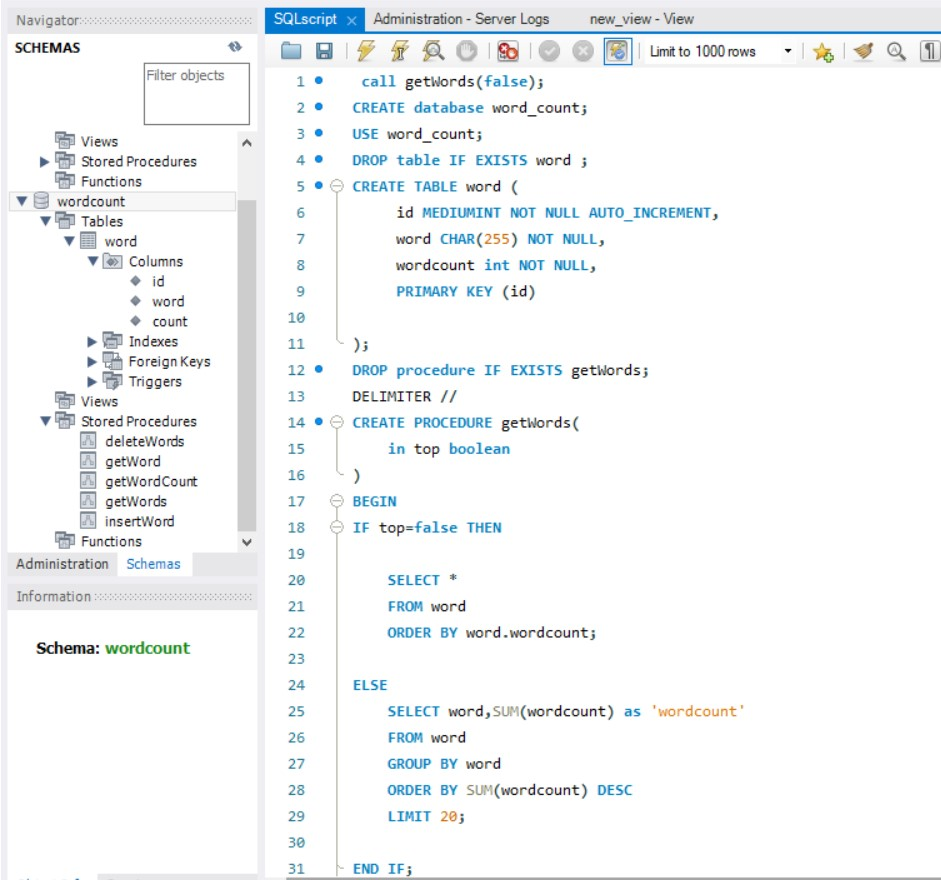 Navigator
SCHEMAS
Filter objects
Views
Stored Procedures
Functions
wordcount
Tables
word
Columns
id
word
count
Indexes
Foreign Keys
Triggers
Views
Stored Procedures
deleteWords
getWord
getWordCount
getWords
insertWord
Functions
Administration Schemas
Information
Schema: wordcount
SQLscript × Administration - Server Logs new_view - View
Limit to 1000 rows
1 call getWords(false);
2 CREATE database word_count;
3 USE word_count;
4 DROP table IF EXISTS word ;
5 CREATE TABLE word (
6 id MEDIUMINT NOT NULL AUTO_INCREMENT,
7 word CHAR(255) NOT NULL,
8 wordcount int NOT NULL,
9 PRIMARY KEY (id)
10
11 );
12 DROP procedure IF EXISTS getWords;
13 DELIMITER //
14 CREATE PROCEDURE getWords(
15 in top boolean
16 )
17 BEGIN
18 IF top=false THEN
19
20 SELECT *
21 FROM word
22 ORDER BY word.wordcount;
23
24 ELSE
25 SELECT word,SUM(wordcount) as 'wordcount'
26 FROM word
27 GROUP BY word
28 ORDER BY SUM(wordcount) DESC
29 LIMIT 20;
30
31 END IF;